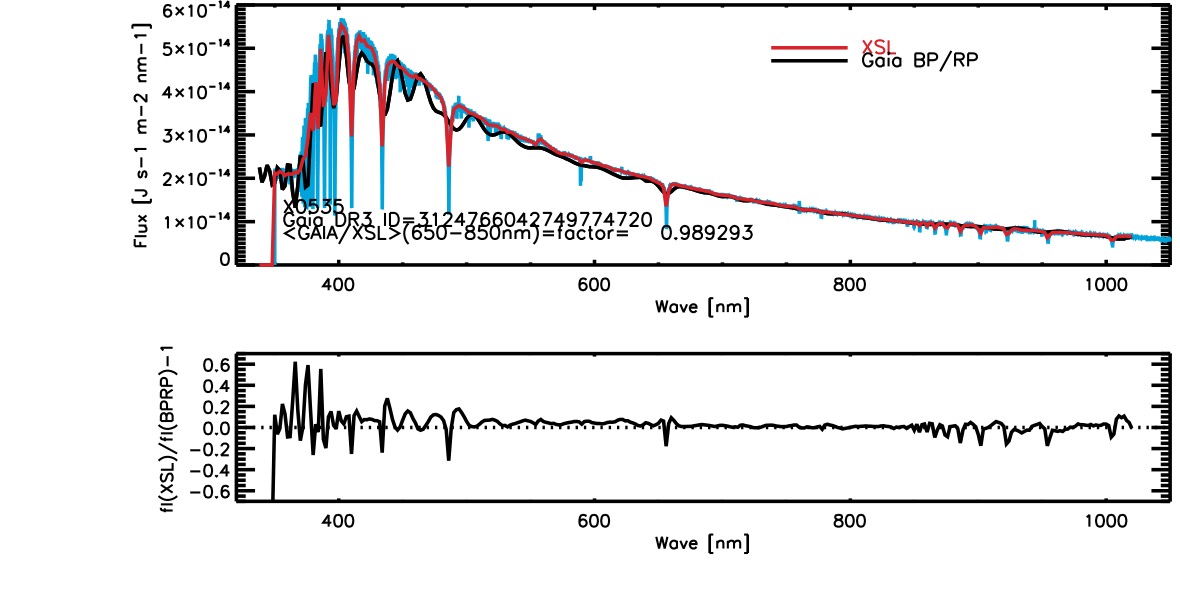 6×10⁻¹⁴
5×10⁻¹⁴
4×10⁻¹⁴
3×10⁻¹⁴
2×10⁻¹⁴
1×10⁻¹⁴
0
Flux [J s−1 m−2 nm−1]
XSL
Gaia BP/RP
X0535
Gaia DR3 ID=3124766042749774720
<GAIA/XSL>(650−850nm)=factor= 0.989293
400 600 800 1000
Wave [nm]
0.6
0.4
0.2
0.0
−0.2
−0.4
−0.6
fl(XSL)/fl(BPRP)−1
400 600 800 1000
Wave [nm]